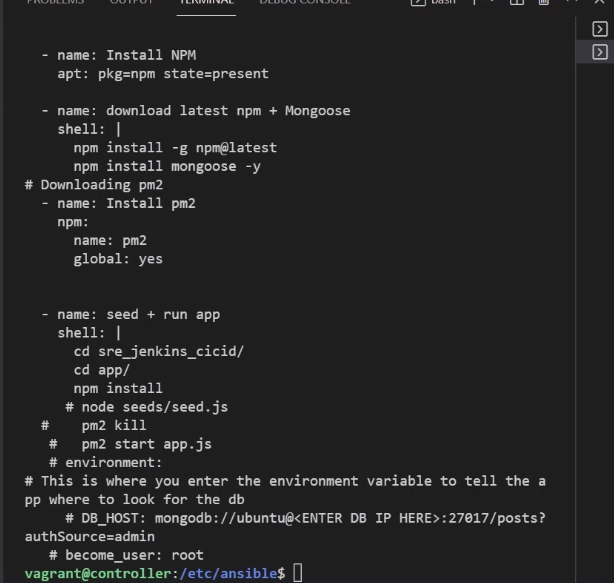 PROBLEMS OUTPUT TERMINAL DEBUG CONSOLE bash
- name: Install NPM
apt: pkg=npm state=present
- name: download latest npm + Mongoose
shell: |
npm install -g npm@latest
npm install mongoose -y
# Downloading pm2
- name: Install pm2
npm:
name: pm2
global: yes
- name: seed + run app
shell: |
cd sre_jenkins_cicid/
cd app/
npm install
# node seeds/seed.js
# pm2 kill
# pm2 start app.js
# environment:
# This is where you enter the environment variable to tell the a
pp where to look for the db
# DB_HOST: mongodb://ubuntu@<ENTER DB IP HERE>:27017/posts?
authSource=admin
# become_user: root
vagrant@controller:/etc/ansible$